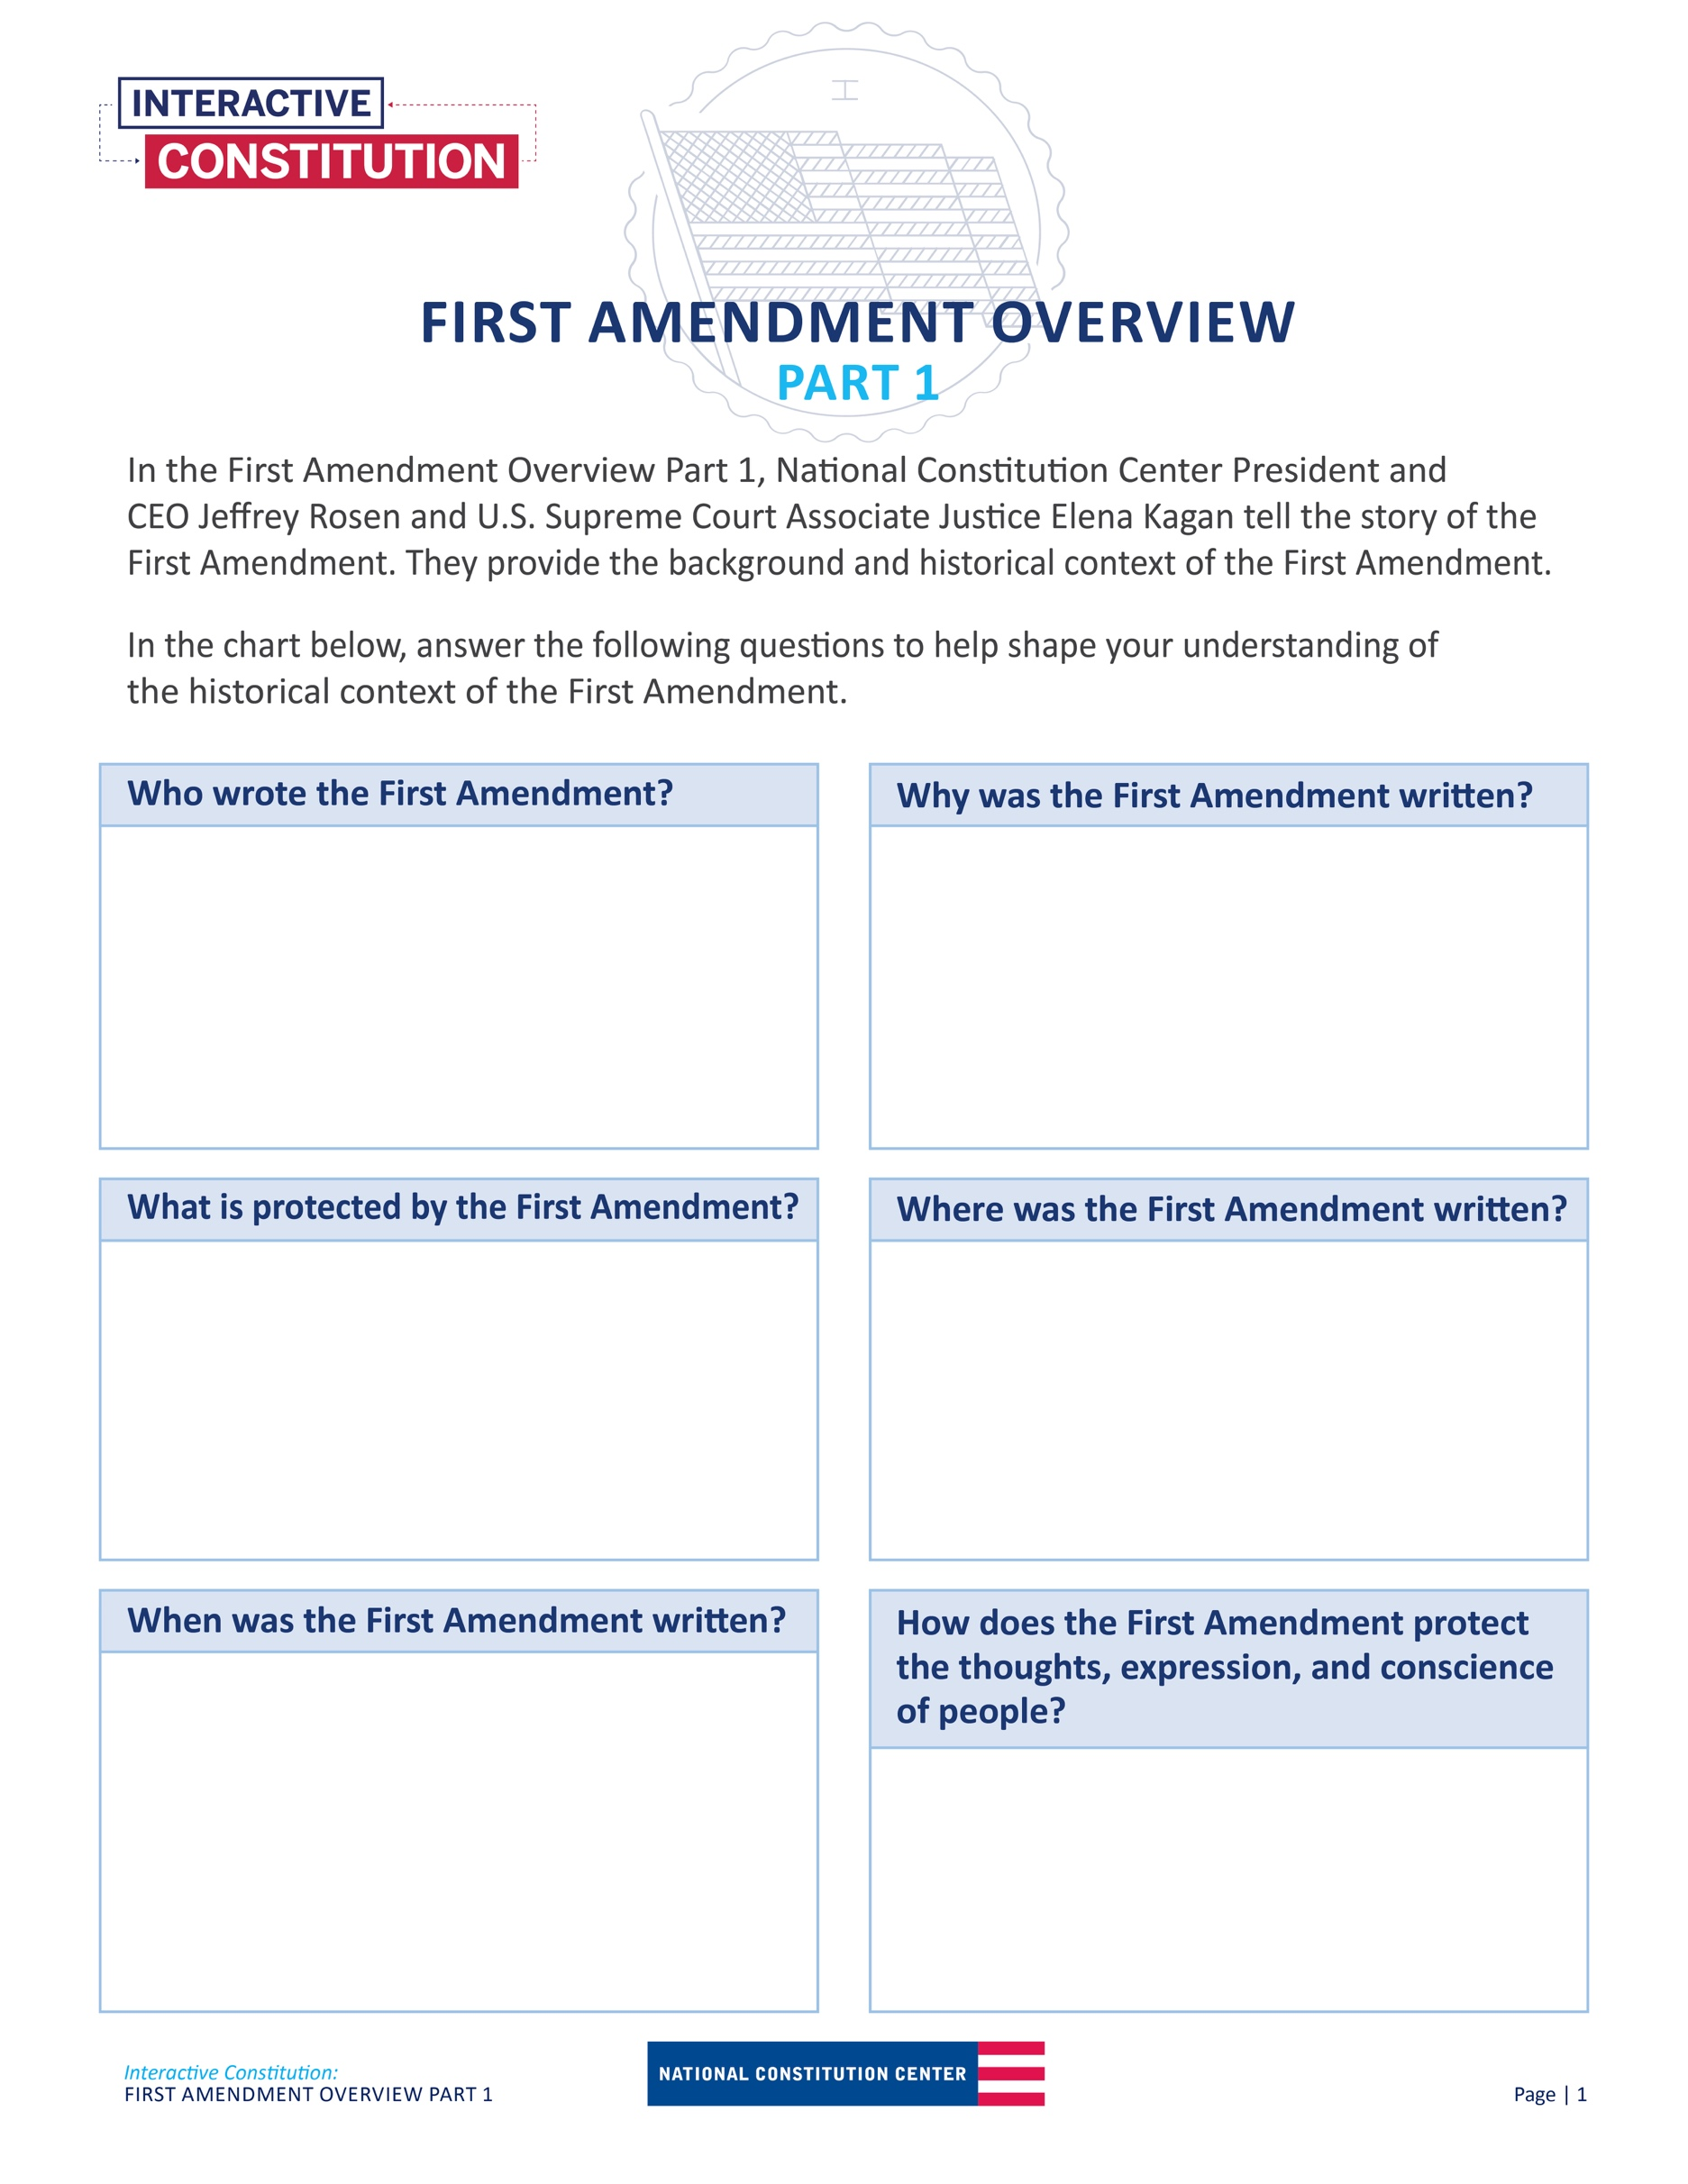 INTERACTIVE
CONSTITUTION
I
FIRST AMENDMENT OVERVIEW
PART 1
In the First Amendment Overview Part 1, National Constitution Center President and
CEO Jeffrey Rosen and U.S. Supreme Court Associate Justice Elena Kagan tell the story of the
First Amendment. They provide the background and historical context of the First Amendment.
In the chart below, answer the following questions to help shape your understanding of
the historical context of the First Amendment.
Who wrote the First Amendment?
Why was the First Amendment written?
What is protected by the First Amendment?
Where was the First Amendment written?
When was the First Amendment written?
How does the First Amendment protect
the thoughts, expression, and conscience
of people?
Interactive Constitution:
FIRST AMENDMENT OVERVIEW PART 1
NATIONAL CONSTITUTION CENTER
Page | 1